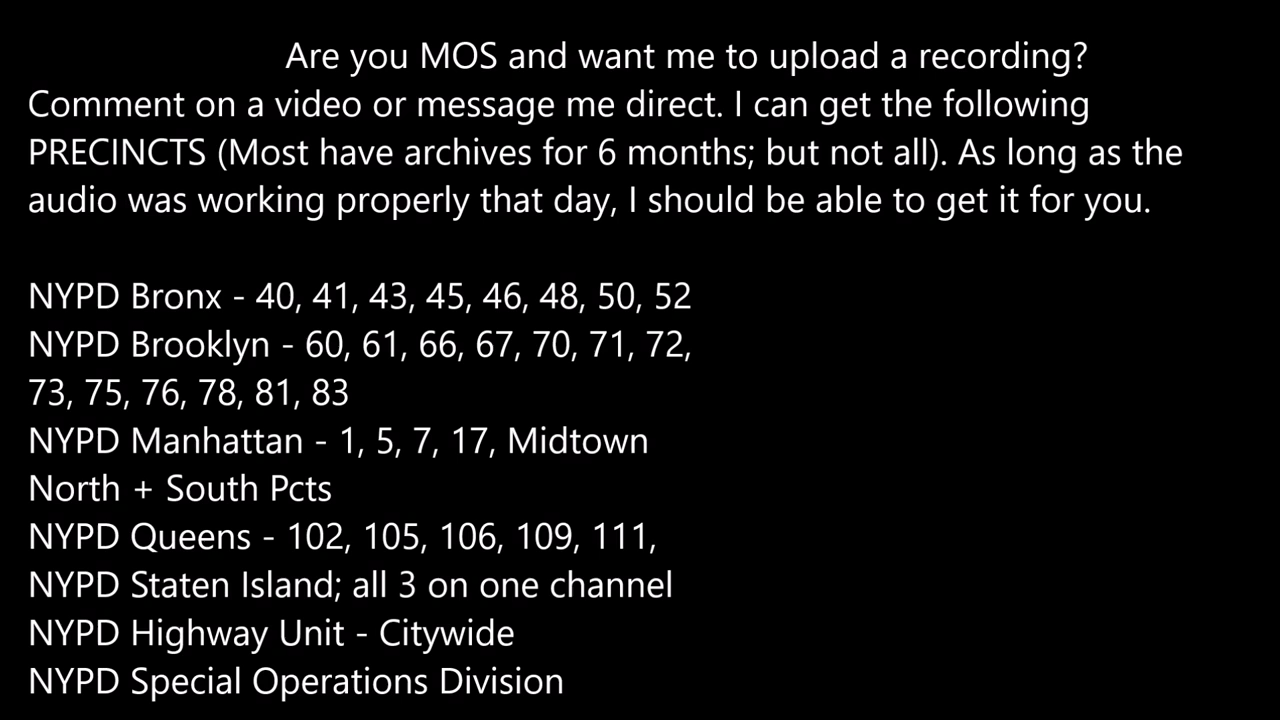 Are you MOS and want me to upload a recording?
Comment on a video or message me direct. I can get the following
PRECINCTS (Most have archives for 6 months; but not all). As long as the
audio was working properly that day, I should be able to get it for you.
NYPD Bronx - 40, 41, 43, 45, 46, 48, 50, 52
NYPD Brooklyn - 60, 61, 66, 67, 70, 71, 72,
73, 75, 76, 78, 81, 83
NYPD Manhattan - 1, 5, 7, 17, Midtown
North + South Pcts
NYPD Queens - 102, 105, 106, 109, 111,
NYPD Staten Island; all 3 on one channel
NYPD Highway Unit - Citywide
NYPD Special Operations Division